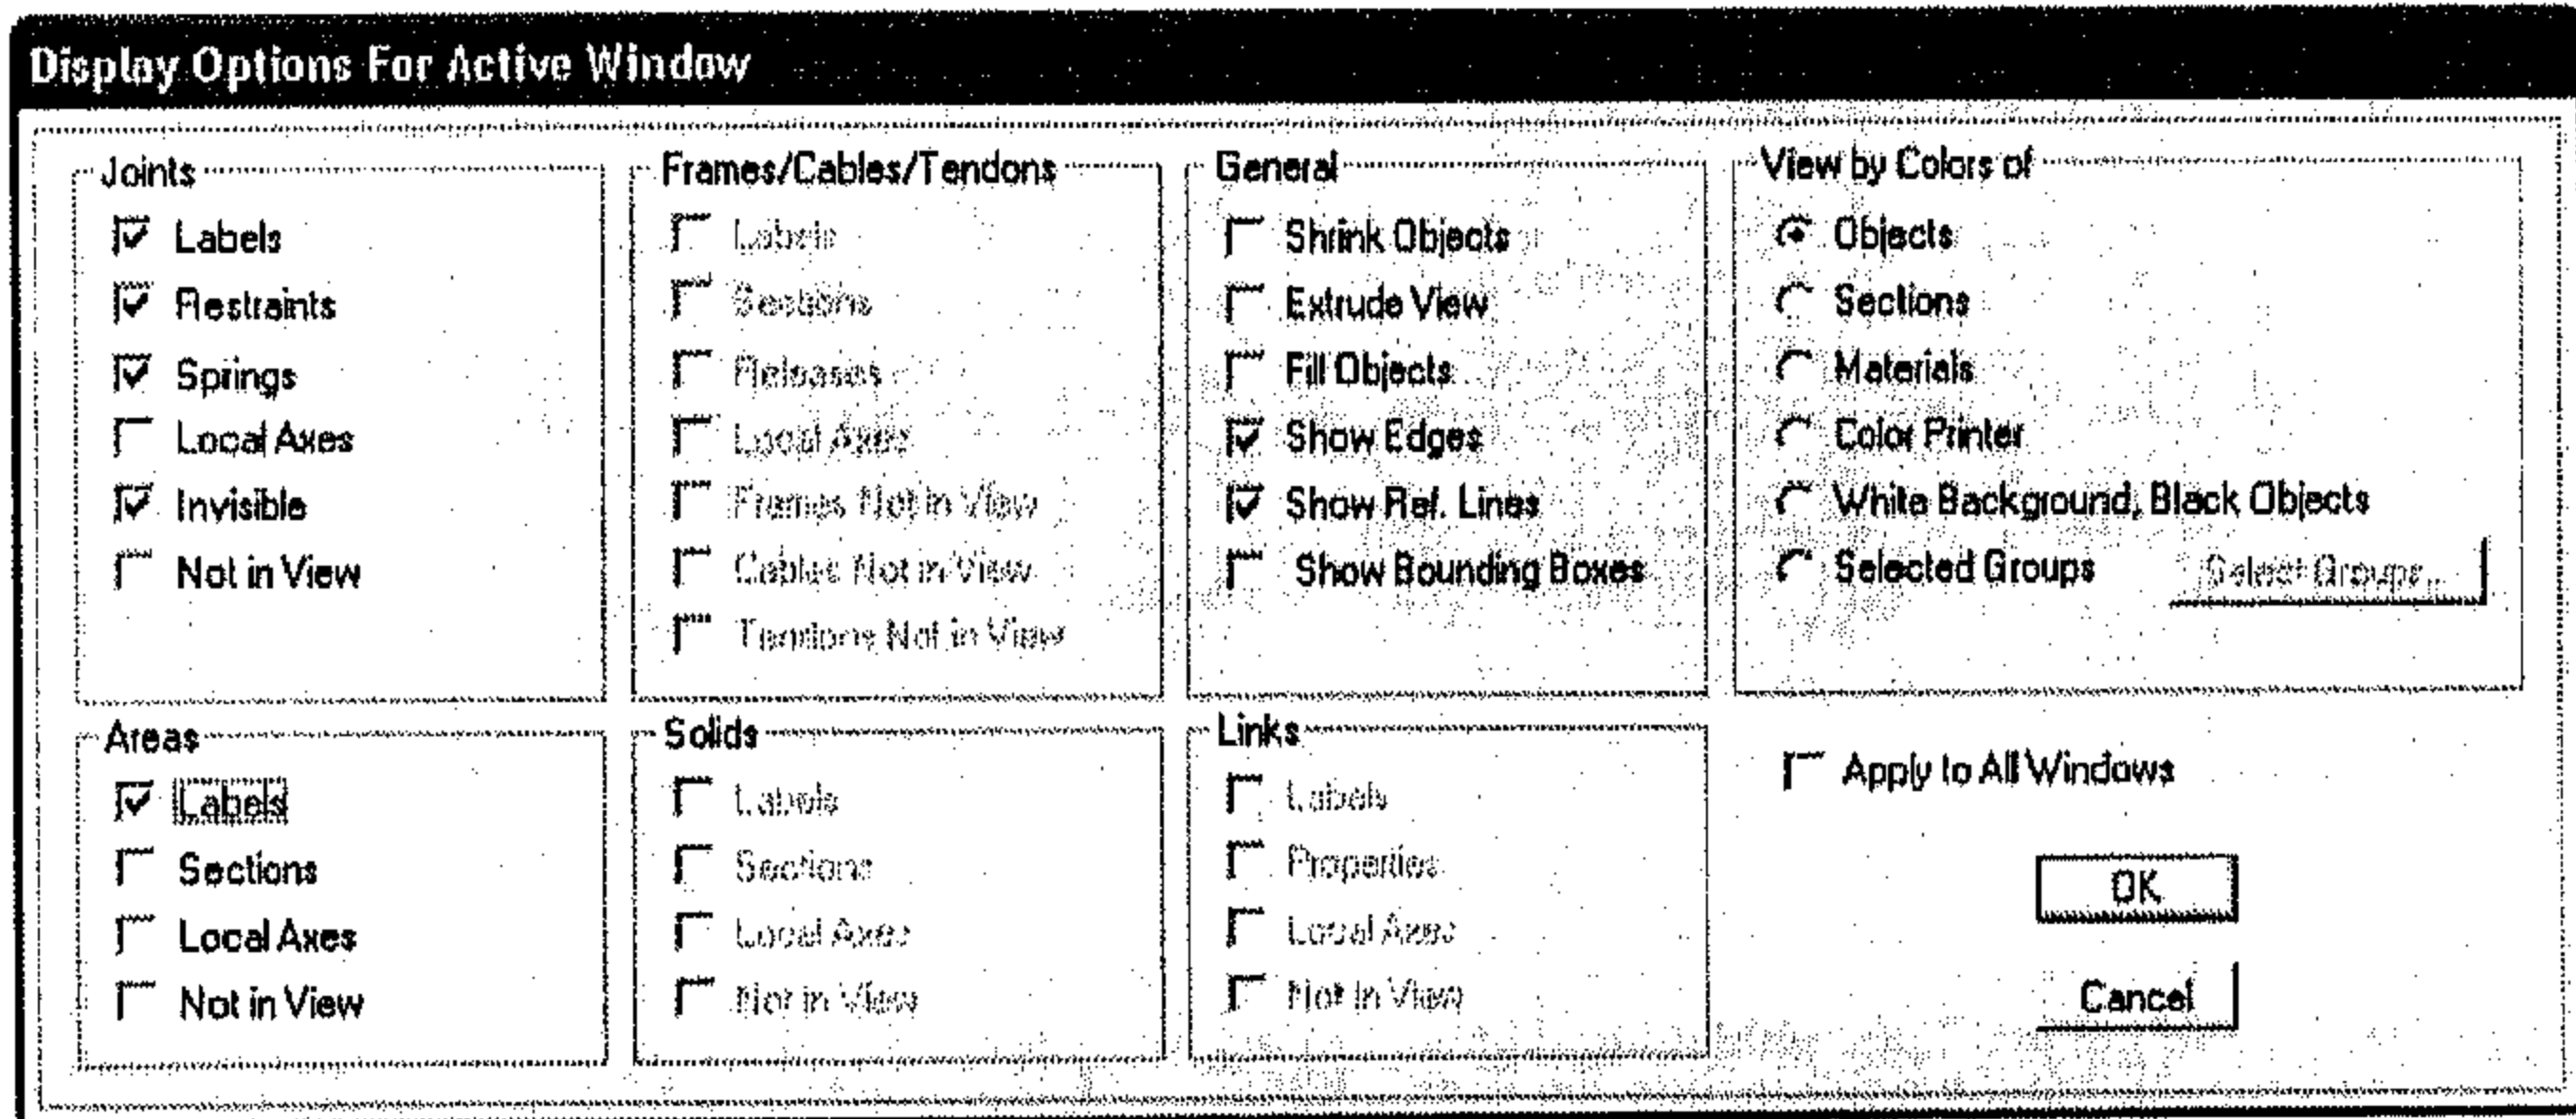 Display Options For Active Window
Joints
Labels
Restraints
Springs
Local Axes
Invisible
Not in View
Frames/Cables/Tendons
Labels
Sections
Releases
Local Axes
Frames Not in View
Cables Not in View
Tendons Not in View
General
Shrink Objects
Extrude View
Fill Objects
Show Edges
Show Ref. Lines
Show Bounding Boxes
View by Colors of
Objects
Sections
Materials
Color Printer
White Background, Black Objects
Selected Groups
Select Groups...
Areas
Labels
Sections
Local Axes
Not in View
Solids
Labels
Sections
Local Axes
Not in View
Links
Labels
Properties
Local Axes
Not in View
Apply to All Windows
OK
Cancel